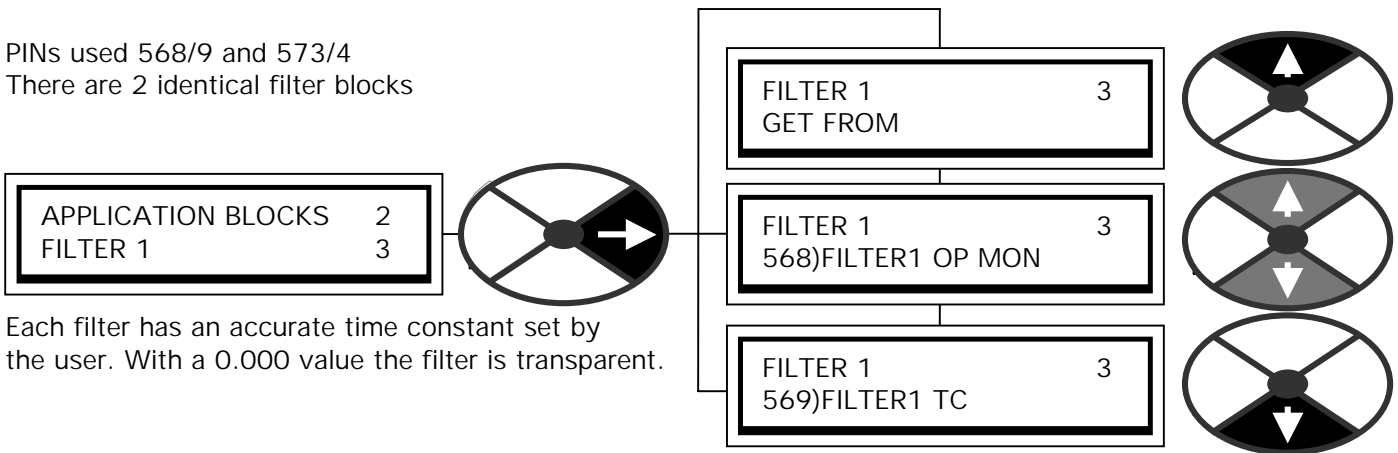 PINs used 568/9 and 573/4
There are 2 identical filter blocks
APPLICATION BLOCKS 2
FILTER 1 3
Each filter has an accurate time constant set by
the user. With a 0.000 value the filter is transparent.
FILTER 1 3
GET FROM
FILTER 1 3
568)FILTER1 OP MON
FILTER 1 3
569)FILTER1 TC